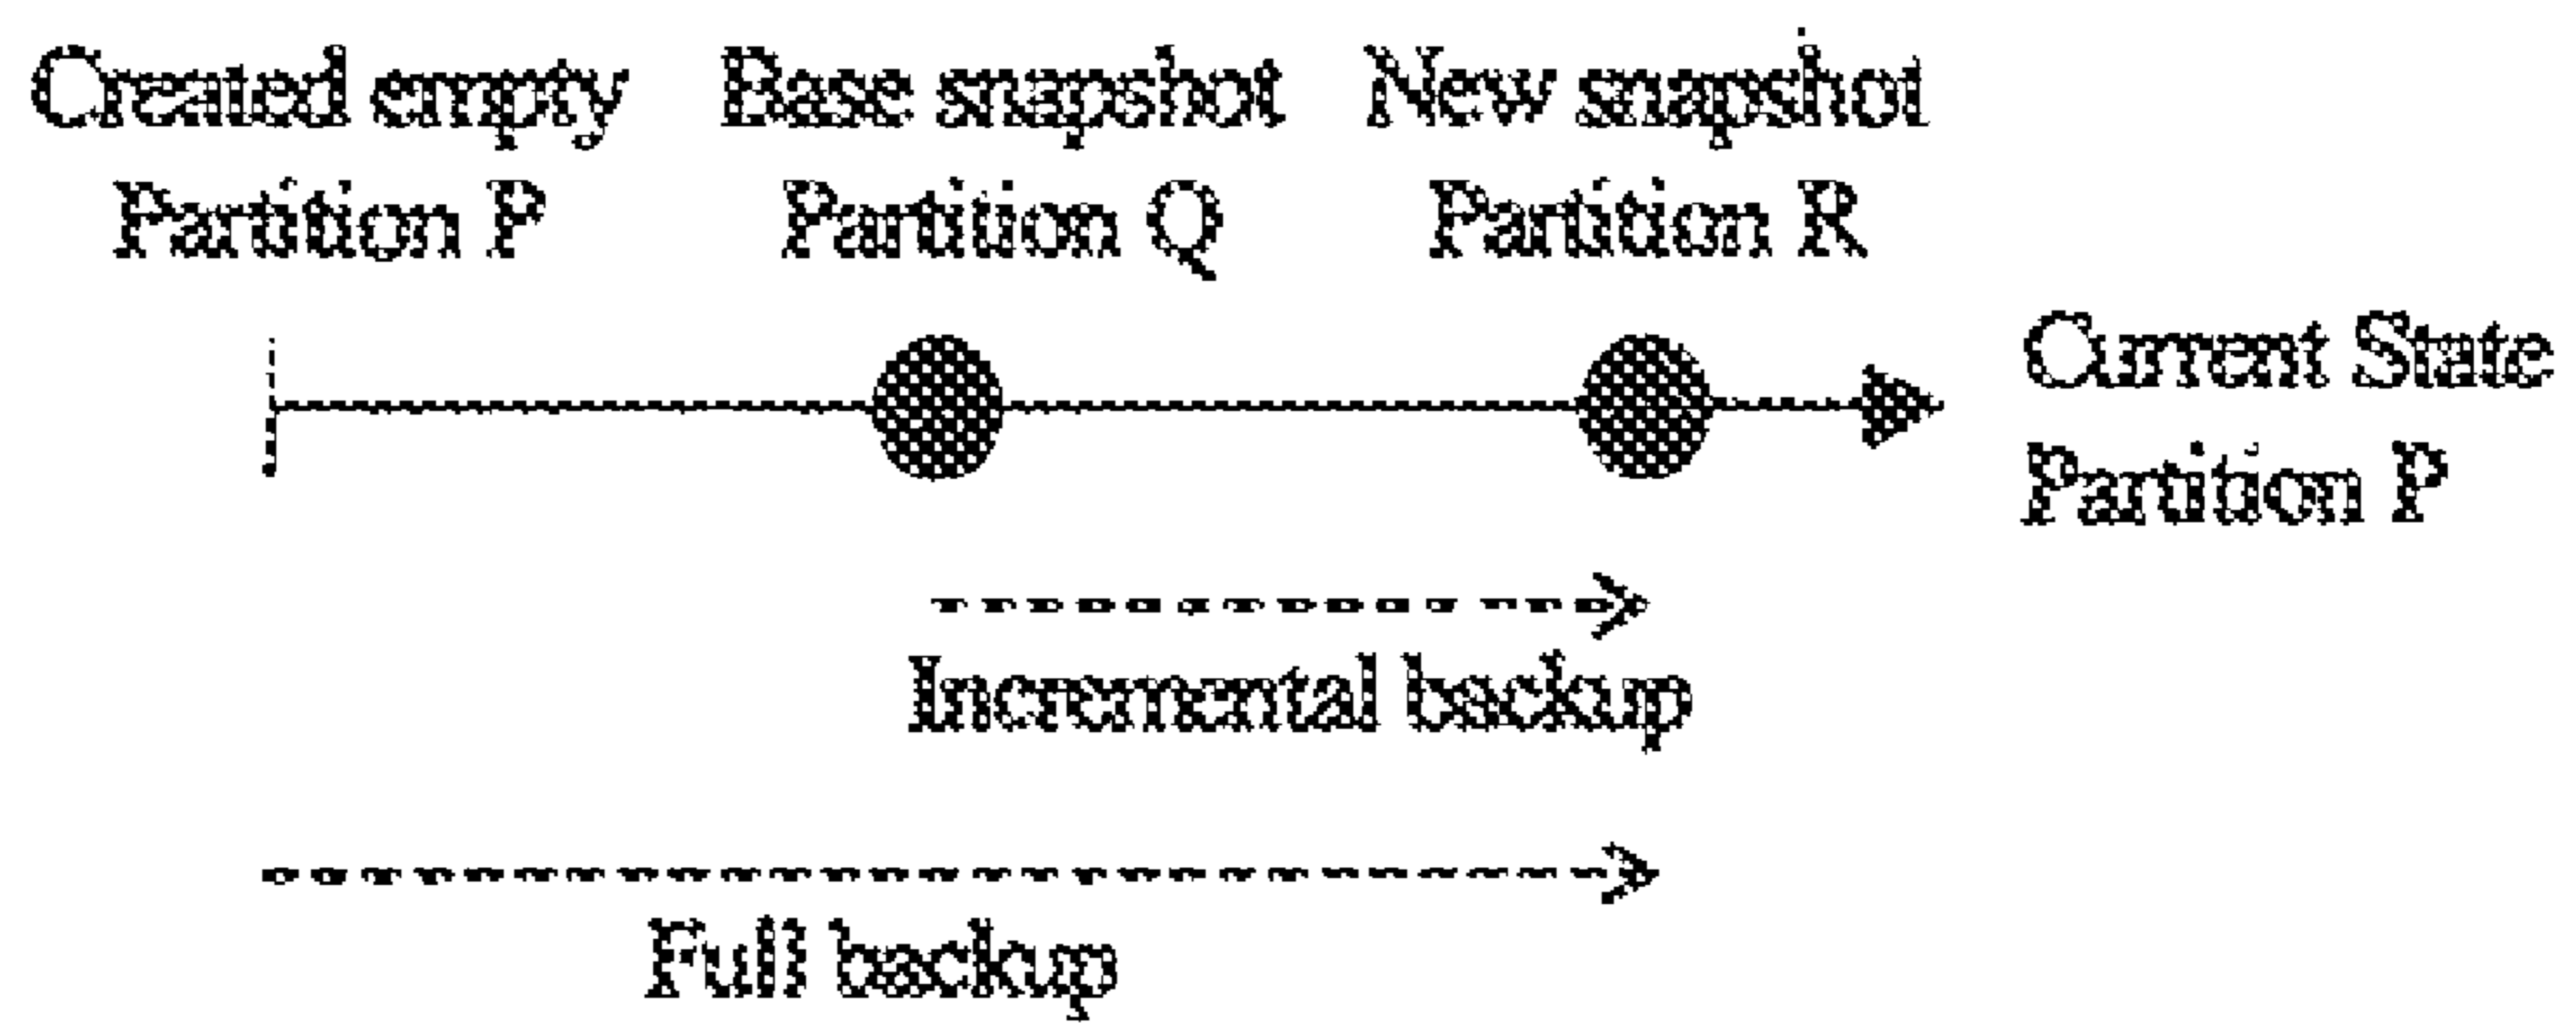 Created empty
Partition P
Base snapshot
Partition Q
New snapshot
Partition R
Current State
Partition P
Incremental backup
Full backup